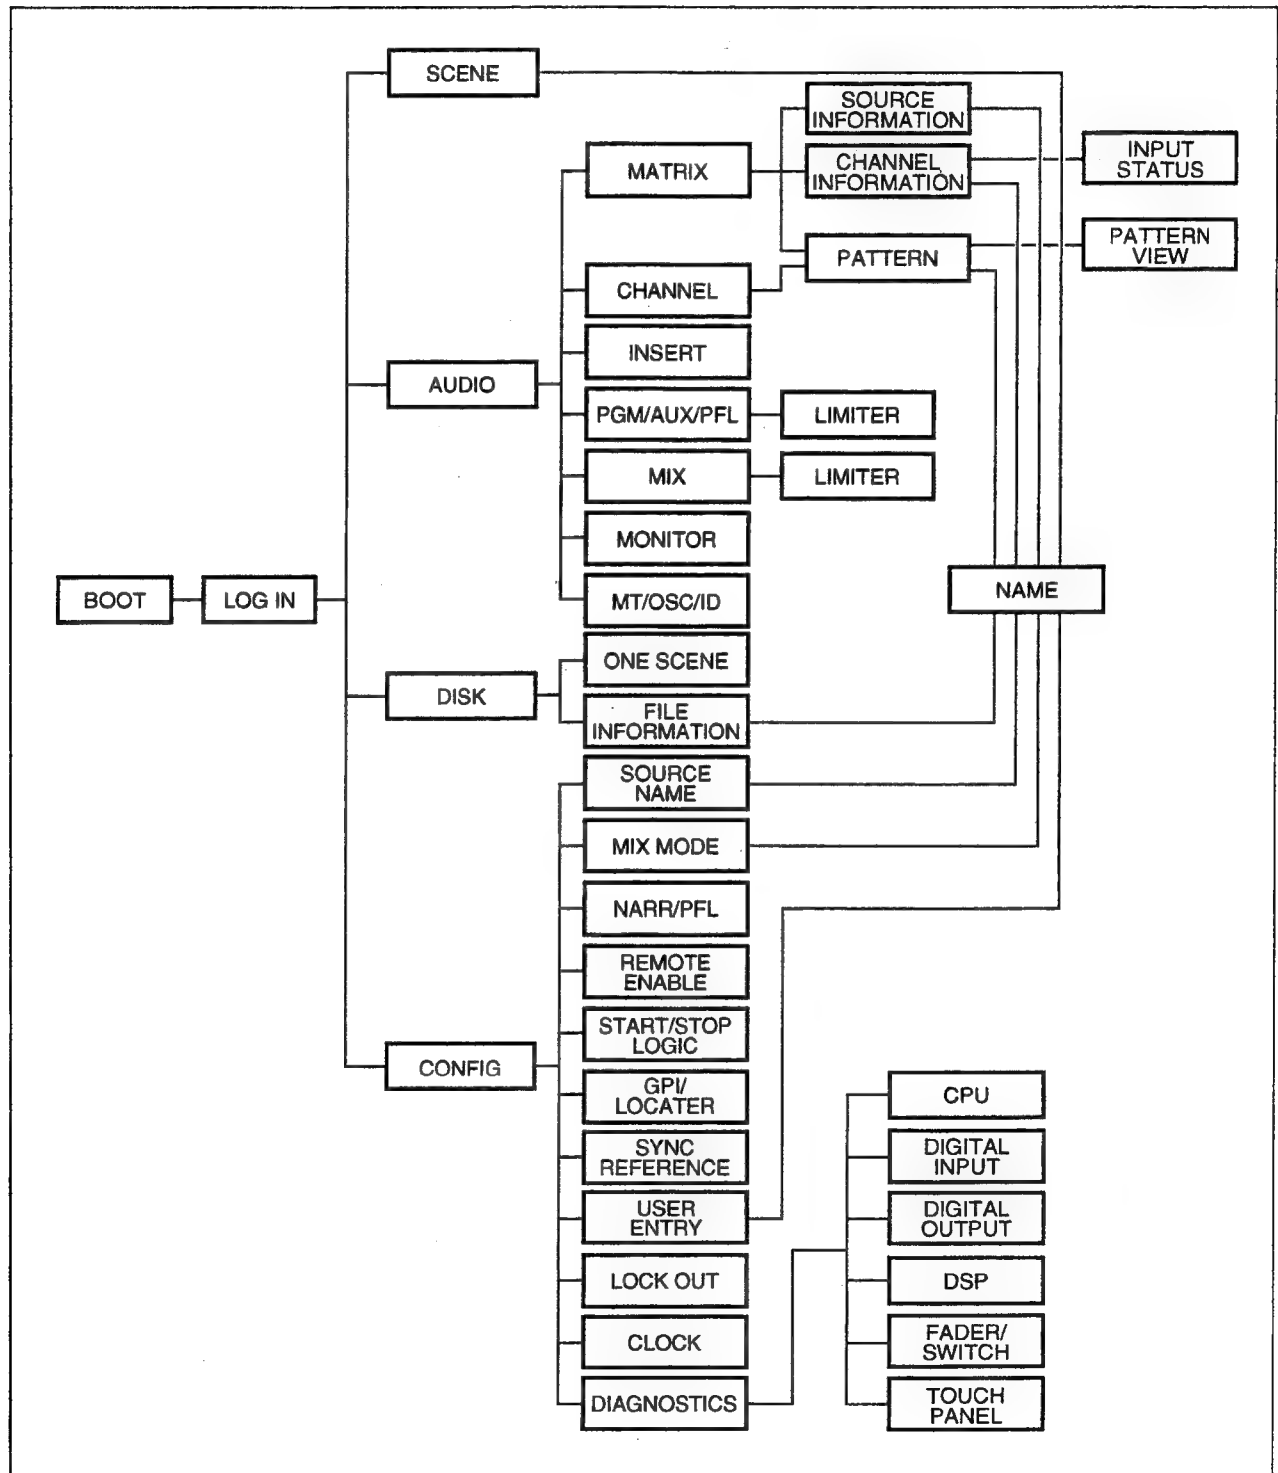 SCENE
SOURCE
INFORMATION
MATRIX
CHANNEL
INFORMATION
INPUT
STATUS
PATTERN
PATTERN
VIEW
CHANNEL
INSERT
AUDIO
PGM/AUX/PFL
LIMITER
MIX
LIMITER
MONITOR
BOOT
LOG IN
MT/OSC/ID
NAME
ONE SCENE
DISK
FILE
INFORMATION
SOURCE
NAME
MIX MODE
NARR/PFL
REMOTE
ENABLE
START/STOP
LOGIC
CONFIG
GPI/
LOCATER
CPU
SYNC
REFERENCE
DIGITAL
INPUT
USER
ENTRY
DIGITAL
OUTPUT
LOCK OUT
DSP
CLOCK
FADER/
SWITCH
DIAGNOSTICS
TOUCH
PANEL